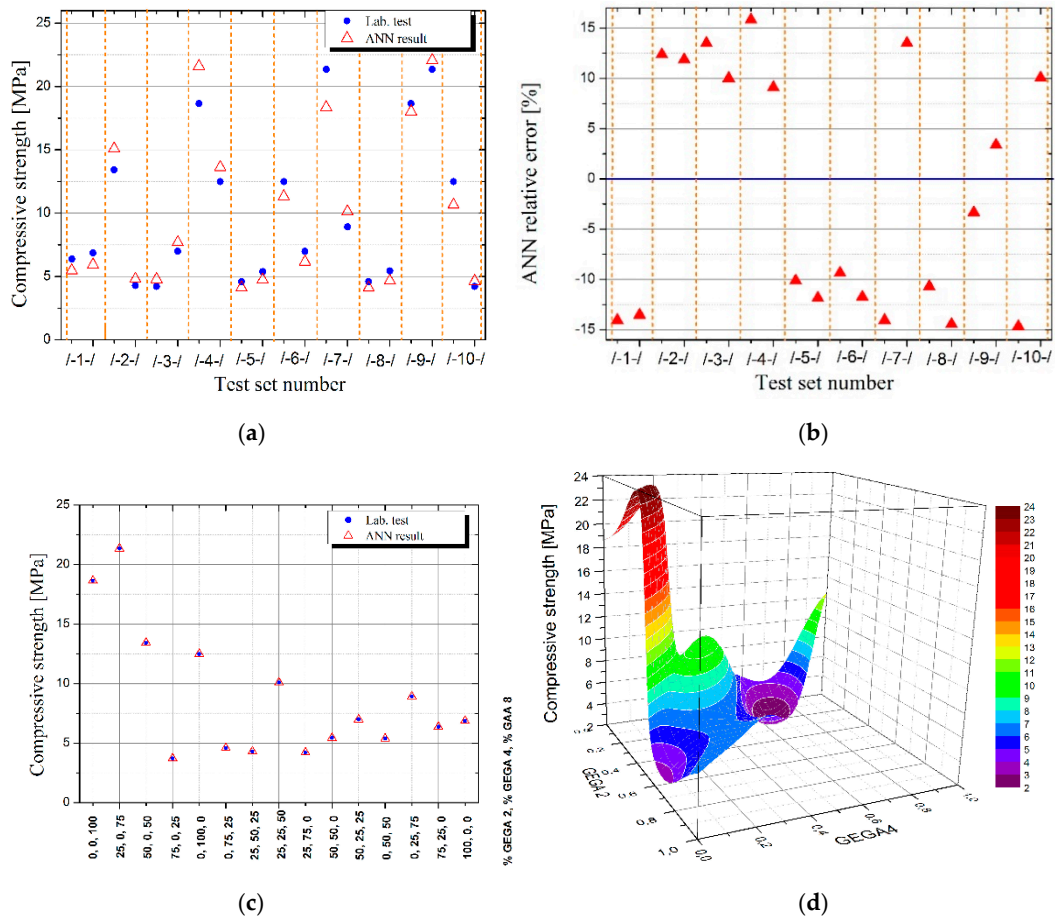 Lab. test
ANN result
Compressive strength [MPa]
25
20
15
10
5
0
/-1-/ /-2-/ /-3-/ /-4-/ /-5-/ /-6-/ /-7-/ /-8-/ /-9-/ /-10-/
Test set number
(a)
ANN relative error [%]
15
10
5
0
-5
-10
-15
/-1-/ /-2-/ /-3-/ /-4-/ /-5-/ /-6-/ /-7-/ /-8-/ /-9-/ /-10-/
Test set number
(b)
Lab. test
ANN result
Compressive strength [MPa]
25
20
15
10
5
0
0, 0, 100
25, 0, 75
50, 0, 50
75, 0, 25
0, 100, 0
0, 75, 25
25, 50, 25
25, 25, 50
25, 75, 0
50, 50, 0
50, 25, 25
0, 50, 50
0, 25, 75
75, 25, 0
100, 0, 0
% GEGA 2, % GEGA 4, % GAA 8
(c)
Compressive strength [MPa]
24
22
20
18
16
14
12
10
8
6
4
2
GEGA 2
0,8
1,0
GEGA4
0,0
0,2
0,4
0,6
0,8
1,0
24
23
22
21
20
19
18
17
16
15
14
13
12
11
10
9
8
7
6
5
4
3
2
(d)